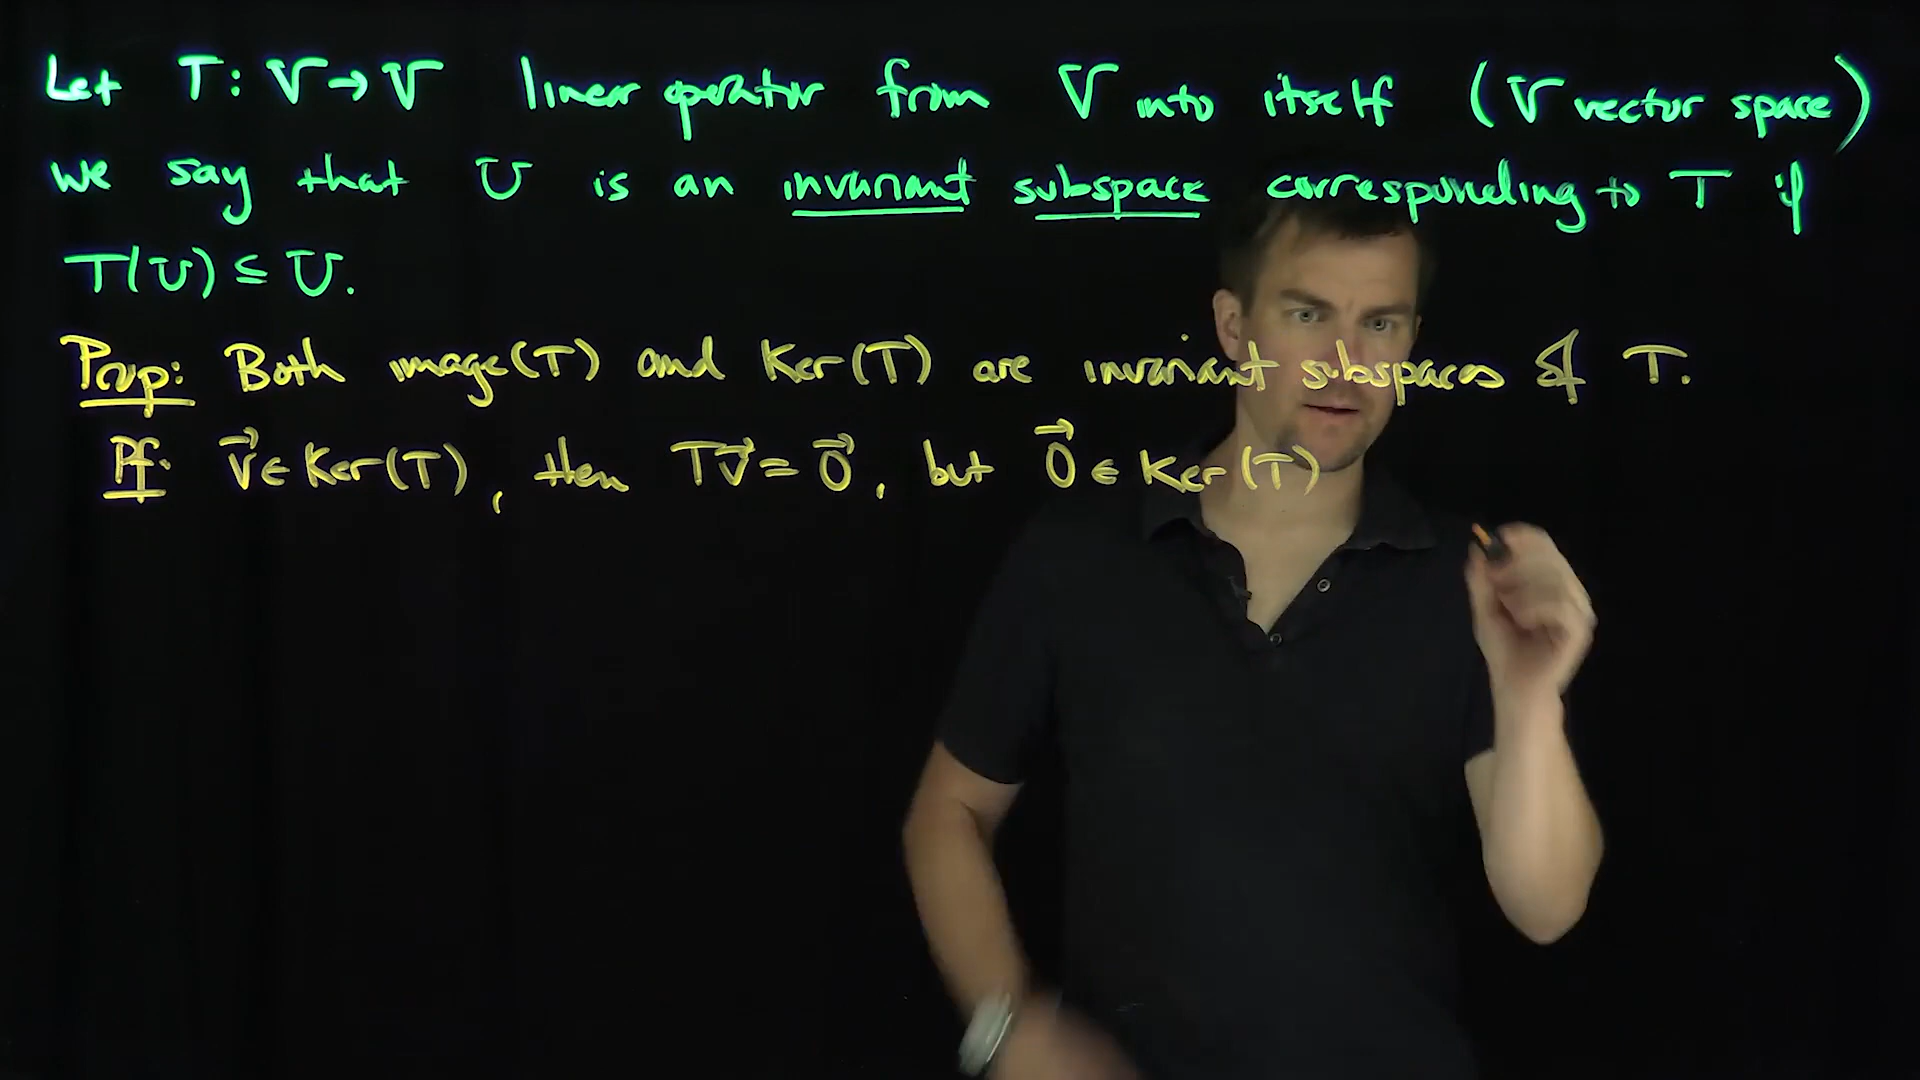 Let T: V → V linear operator from V into itself (V vector space)
we say that U is an invariant subspace corresponding to T if
T(U) ⊆ U.
Prop: Both image(T) and Ker(T) are invariant subspaces of T.
Pf: v⃗ ∈ Ker(T), then Tv⃗ = 0⃗, but 0⃗ ∈ Ker(T)